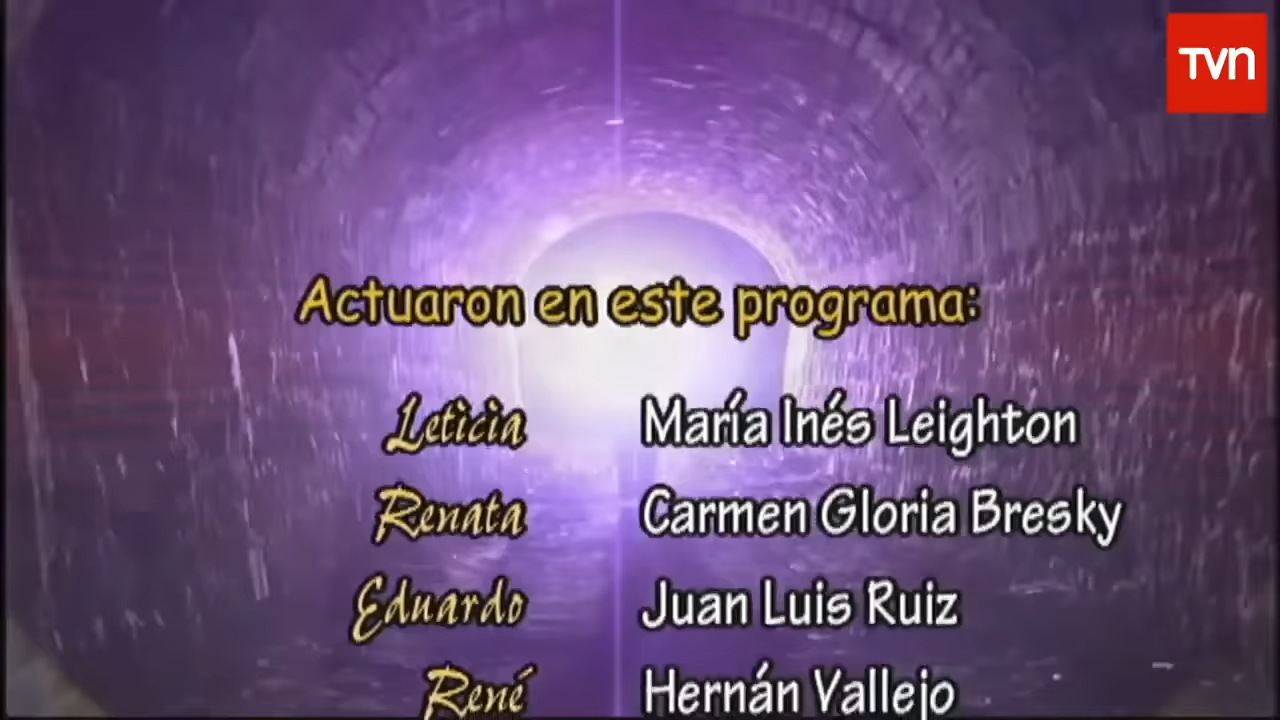 TVN
Actuaron en este programa:
Leticia María Inés Leighton
Renata Carmen Gloria Bresky
Eduardo Juan Luis Ruiz
René Hernán Vallejo